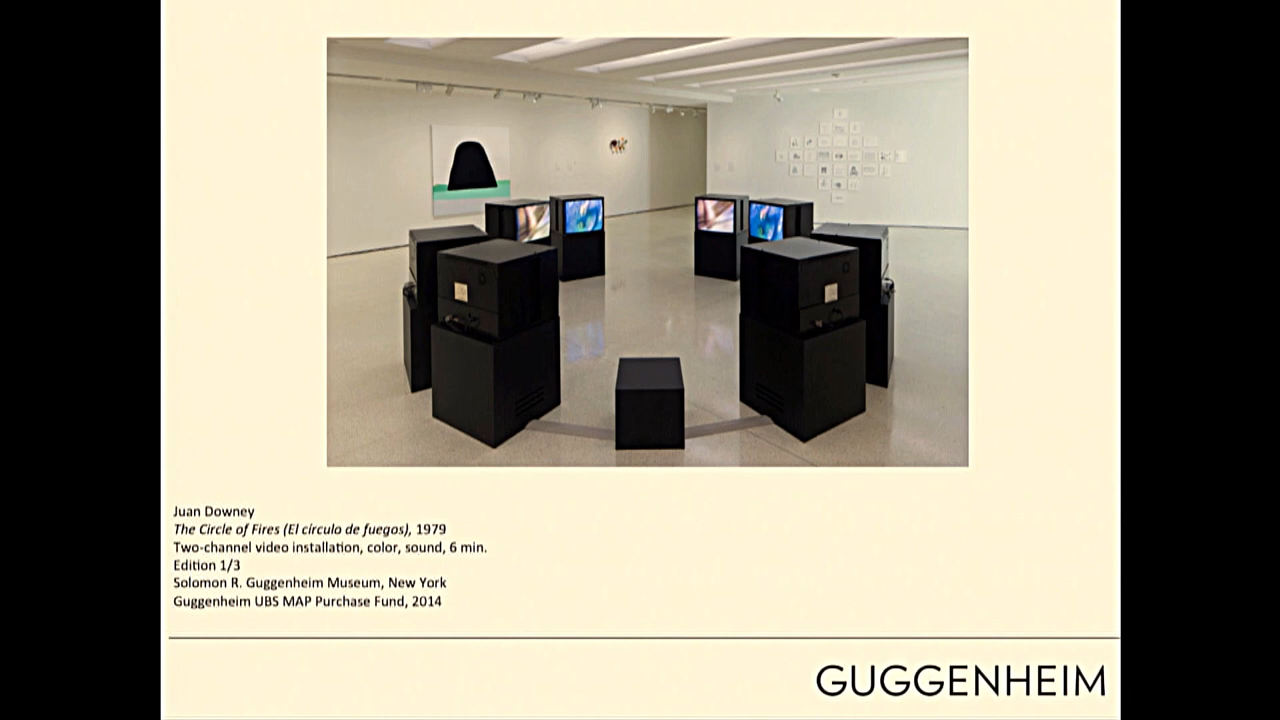 Juan Downey
The Circle of Fires (El círculo de fuegos), 1979
Two-channel video installation, color, sound, 6 min.
Edition 1/3
Solomon R. Guggenheim Museum, New York
Guggenheim UBS MAP Purchase Fund, 2014
GUGGENHEIM